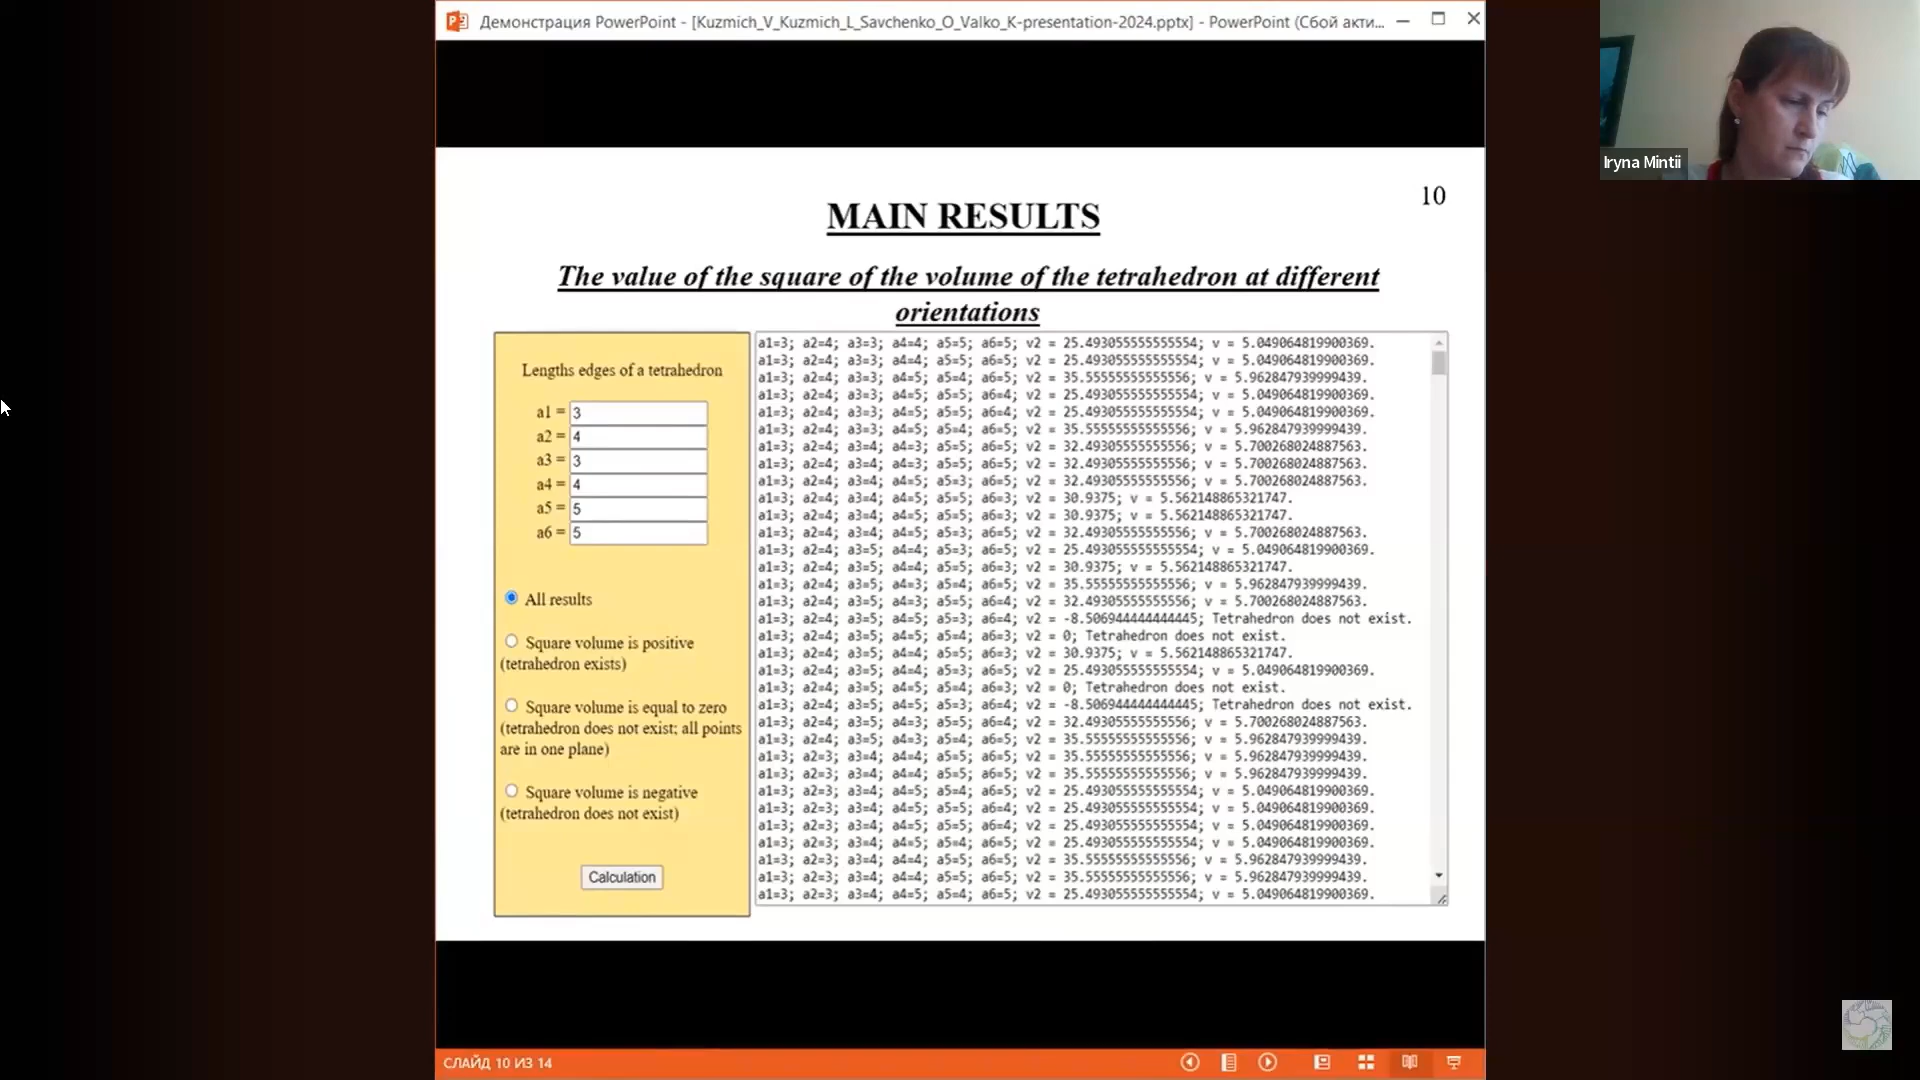 Демонстрация PowerPoint - [Kuzmich_V_Kuzmich_L_Savchenko_O_Valko_K-presentation-2024.pptx] - PowerPoint (Сбой акти...
Iryna Mintii
10
MAIN RESULTS
The value of the square of the volume of the tetrahedron at different
orientations
Lengths edges of a tetrahedron
a1 = 3
a2 = 4
a3 = 3
a4 = 4
a5 = 5
a6 = 5
All results
Square volume is positive
(tetrahedron exists)
Square volume is equal to zero
(tetrahedron does not exist; all points
are in one plane)
Square volume is negative
(tetrahedron does not exist)
Calculation
a1=3; a2=4; a3=3; a4=4; a5=5; a6=5; v2 = 25.493055555555554; v = 5.049064819900369.
a1=3; a2=4; a3=3; a4=4; a5=5; a6=5; v2 = 25.493055555555554; v = 5.049064819900369.
a1=3; a2=4; a3=3; a4=5; a5=4; a6=5; v2 = 35.55555555555556; v = 5.962847939999439.
a1=3; a2=4; a3=3; a4=5; a5=5; a6=4; v2 = 25.493055555555554; v = 5.049064819900369.
a1=3; a2=4; a3=3; a4=5; a5=5; a6=4; v2 = 25.493055555555554; v = 5.049064819900369.
a1=3; a2=4; a3=3; a4=5; a5=4; a6=5; v2 = 35.55555555555556; v = 5.962847939999439.
a1=3; a2=4; a3=4; a4=3; a5=5; a6=5; v2 = 32.49305555555556; v = 5.700268024887563.
a1=3; a2=4; a3=4; a4=3; a5=5; a6=5; v2 = 32.49305555555556; v = 5.700268024887563.
a1=3; a2=4; a3=4; a4=5; a5=3; a6=5; v2 = 32.49305555555556; v = 5.700268024887563.
a1=3; a2=4; a3=4; a4=5; a5=5; a6=3; v2 = 30.9375; v = 5.562148865321747.
a1=3; a2=4; a3=4; a4=5; a5=5; a6=3; v2 = 30.9375; v = 5.562148865321747.
a1=3; a2=4; a3=4; a4=5; a5=3; a6=5; v2 = 32.49305555555556; v = 5.700268024887563.
a1=3; a2=4; a3=5; a4=4; a5=3; a6=5; v2 = 25.493055555555554; v = 5.049064819900369.
a1=3; a2=4; a3=5; a4=4; a5=5; a6=3; v2 = 30.9375; v = 5.562148865321747.
a1=3; a2=4; a3=5; a4=3; a5=4; a6=5; v2 = 35.55555555555556; v = 5.962847939999439.
a1=3; a2=4; a3=5; a4=3; a5=5; a6=4; v2 = 32.49305555555556; v = 5.700268024887563.
a1=3; a2=4; a3=5; a4=5; a5=3; a6=4; v2 = -8.506944444444445; Tetrahedron does not exist.
a1=3; a2=4; a3=5; a4=5; a5=4; a6=3; v2 = 0; Tetrahedron does not exist.
a1=3; a2=4; a3=5; a4=4; a5=5; a6=3; v2 = 30.9375; v = 5.562148865321747.
a1=3; a2=4; a3=5; a4=4; a5=3; a6=5; v2 = 25.493055555555554; v = 5.049064819900369.
a1=3; a2=4; a3=5; a4=5; a5=4; a6=3; v2 = 0; Tetrahedron does not exist.
a1=3; a2=4; a3=5; a4=5; a5=3; a6=4; v2 = -8.506944444444445; Tetrahedron does not exist.
a1=3; a2=4; a3=5; a4=3; a5=5; a6=4; v2 = 32.49305555555556; v = 5.700268024887563.
a1=3; a2=4; a3=5; a4=3; a5=4; a6=5; v2 = 35.55555555555556; v = 5.962847939999439.
a1=3; a2=3; a3=4; a4=4; a5=5; a6=5; v2 = 35.55555555555556; v = 5.962847939999439.
a1=3; a2=3; a3=4; a4=4; a5=5; a6=5; v2 = 35.55555555555556; v = 5.962847939999439.
a1=3; a2=3; a3=4; a4=5; a5=4; a6=5; v2 = 25.493055555555554; v = 5.049064819900369.
a1=3; a2=3; a3=4; a4=5; a5=5; a6=4; v2 = 25.493055555555554; v = 5.049064819900369.
a1=3; a2=3; a3=4; a4=5; a5=5; a6=4; v2 = 25.493055555555554; v = 5.049064819900369.
a1=3; a2=3; a3=4; a4=5; a5=4; a6=5; v2 = 25.493055555555554; v = 5.049064819900369.
a1=3; a2=3; a3=4; a4=4; a5=5; a6=5; v2 = 35.55555555555556; v = 5.962847939999439.
a1=3; a2=3; a3=4; a4=4; a5=5; a6=5; v2 = 35.55555555555556; v = 5.962847939999439.
a1=3; a2=3; a3=4; a4=5; a5=4; a6=5; v2 = 25.493055555555554; v = 5.049064819900369.
СЛАЙД 10 ИЗ 14